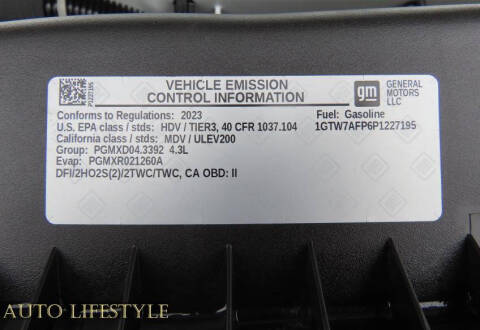 P1227195
VEHICLE EMISSION
CONTROL INFORMATION
gm
GENERAL
MOTORS
LLC
Conforms to Regulations: 2023
Fuel: Gasoline
U.S. EPA class / stds: HDV / TIER3, 40 CFR 1037.104
1GTW7AFP6P1227195
California class / stds: MDV / ULEV200
Group: PGMXD04.3392 4.3L
Evap: PGMXR021260A
DFI/2HO2S(2)/2TWC/TWC, CA OBD: II
AUTO LIFESTYLE